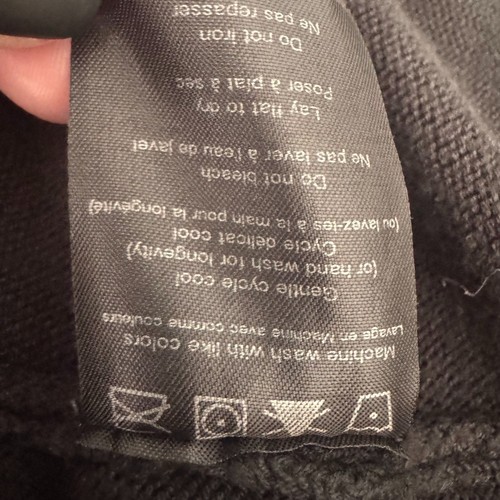 Machine wash with like colors
Lavage en Machine avec comme couleurs
Gentle cycle cool
(or hand wash for longevity)
Cycle délicat cool
(ou lavez-les à la main pour la longévité)
Do not bleach
Ne pas laver à l'eau de javel
Lay flat to dry
Poser à plat à sec
Do not iron
Ne pas repasser